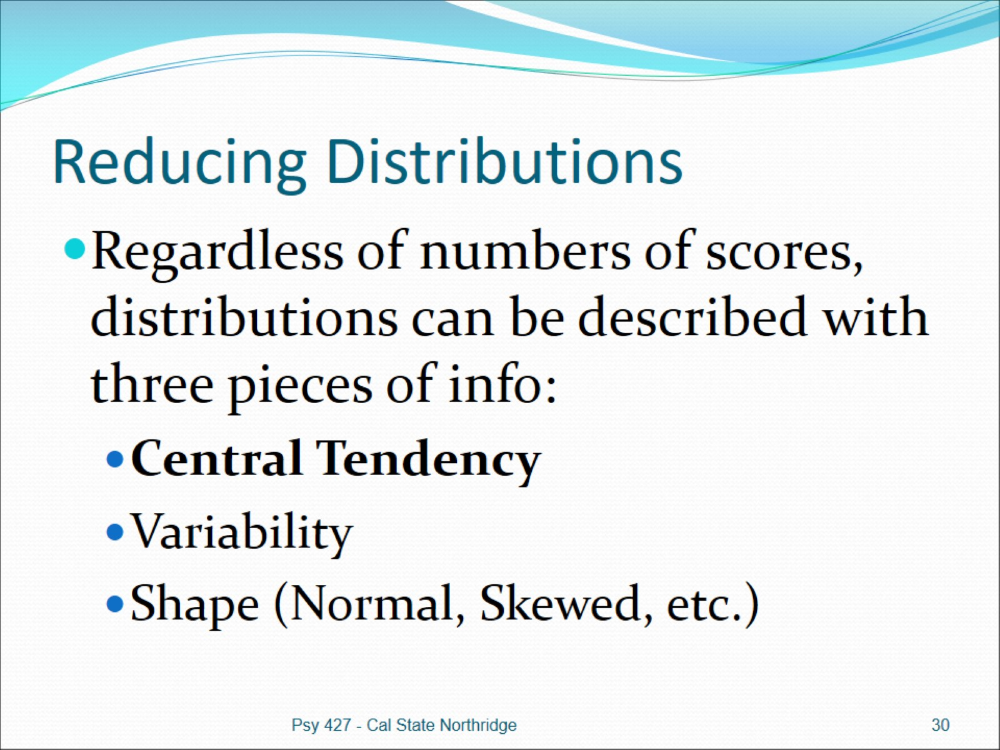 Reducing Distributions
•Regardless of numbers of scores,
distributions can be described with
three pieces of info:
•Central Tendency
•Variability
•Shape (Normal, Skewed, etc.)
Psy 427 - Cal State Northridge
30